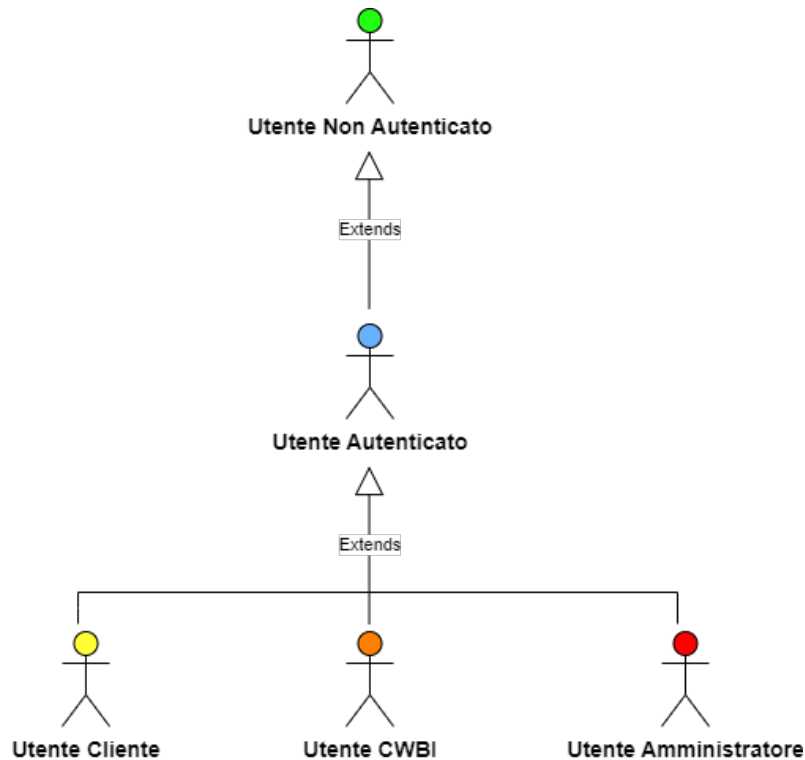 Utente Non Autenticato
Extends
Utente Autenticato
Extends
Utente Cliente
Utente CWBI
Utente Amministratore